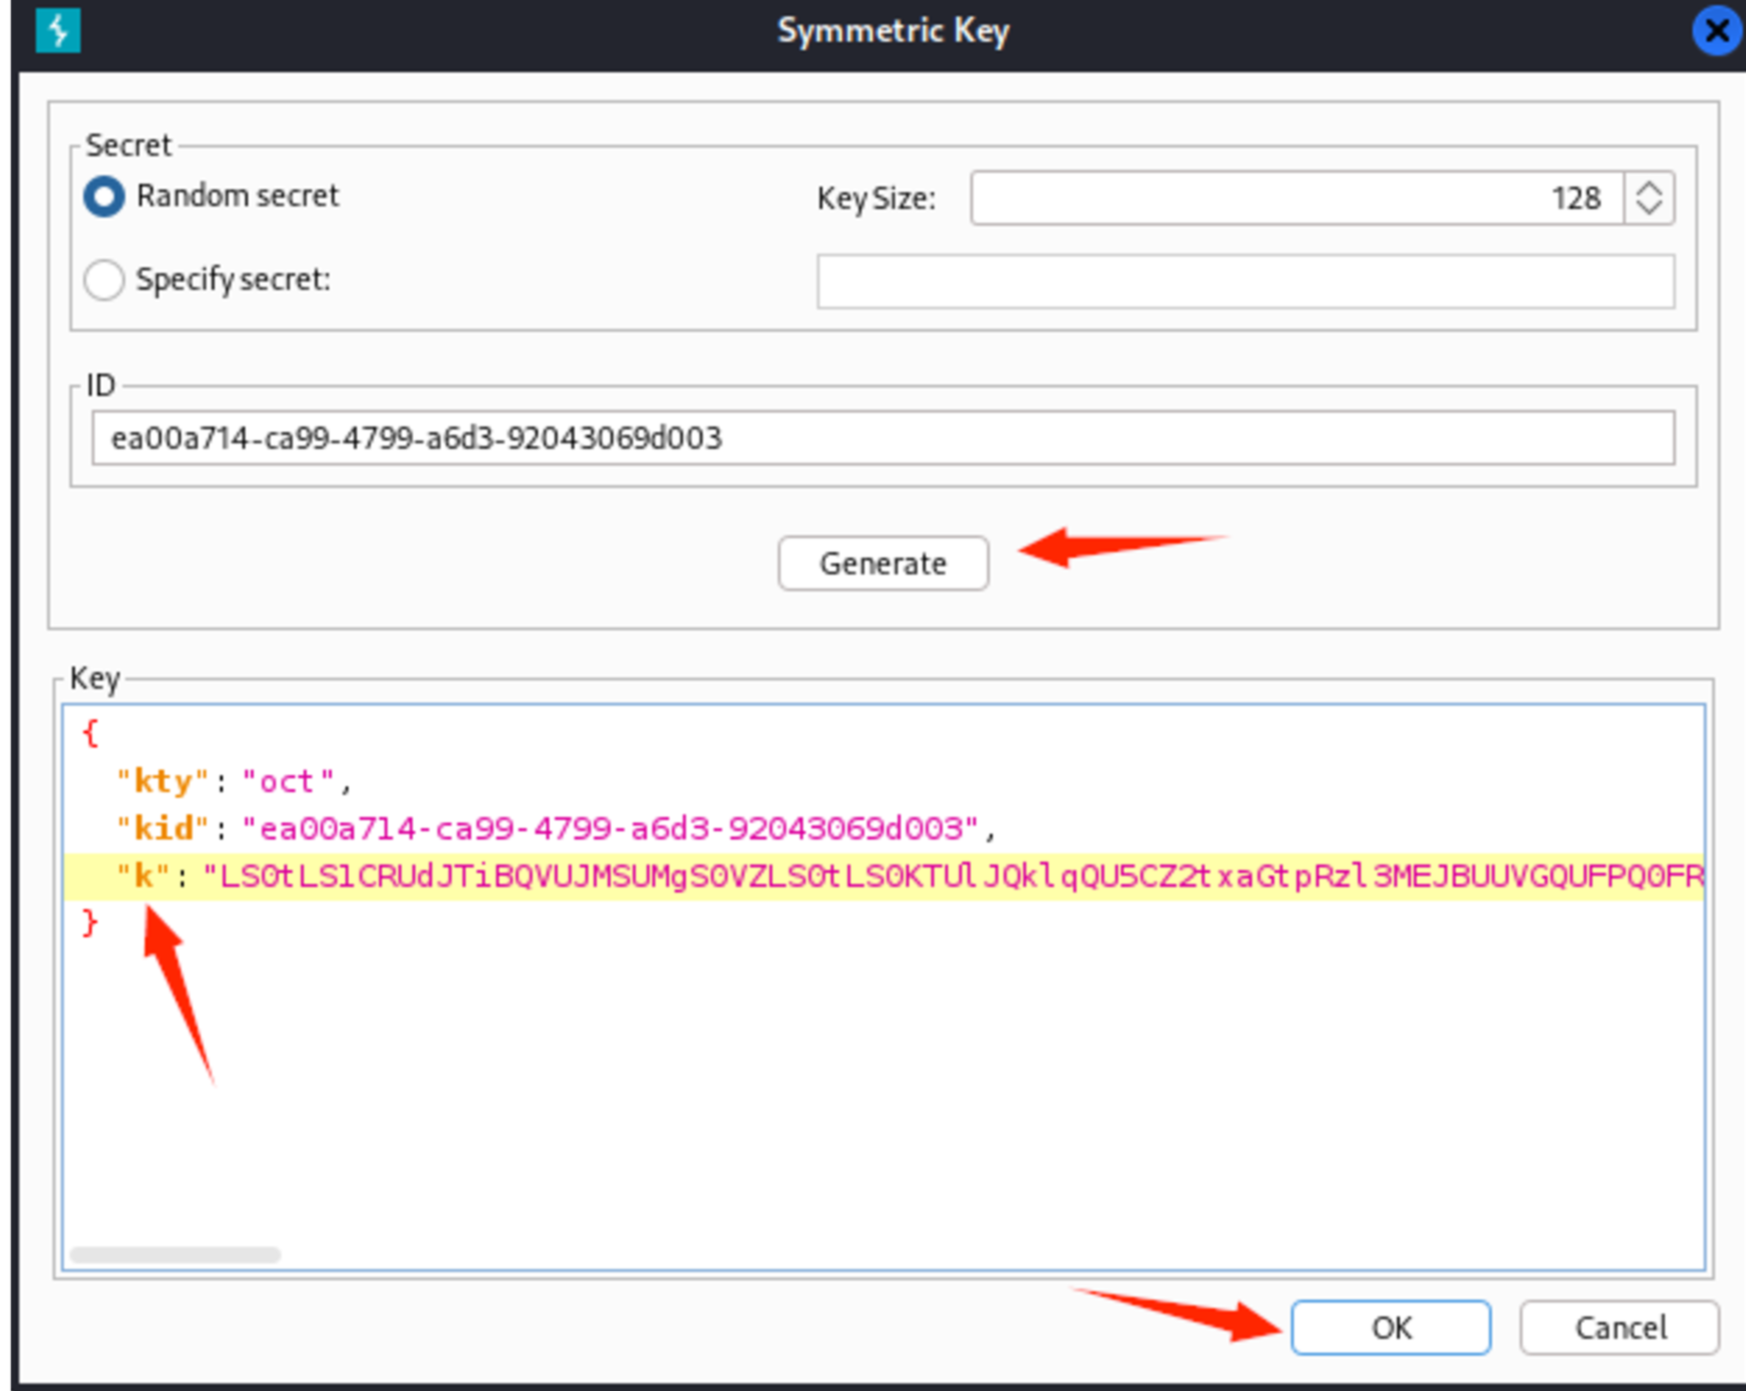 Symmetric Key
Secret
Random secret
Key Size:
128
Specify secret:
ID
ea00a714-ca99-4799-a6d3-92043069d003
Generate
Key
{
"kty": "oct",
"kid": "ea00a714-ca99-4799-a6d3-92043069d003",
"k": "LS0tLS1CRUdJTiBQVUJMSUMgS0VZLS0tLS0KTUlJQklqQU5CZ2txaGtpRzl3MEJBUUVGQUFPQ0FR
}
OK
Cancel